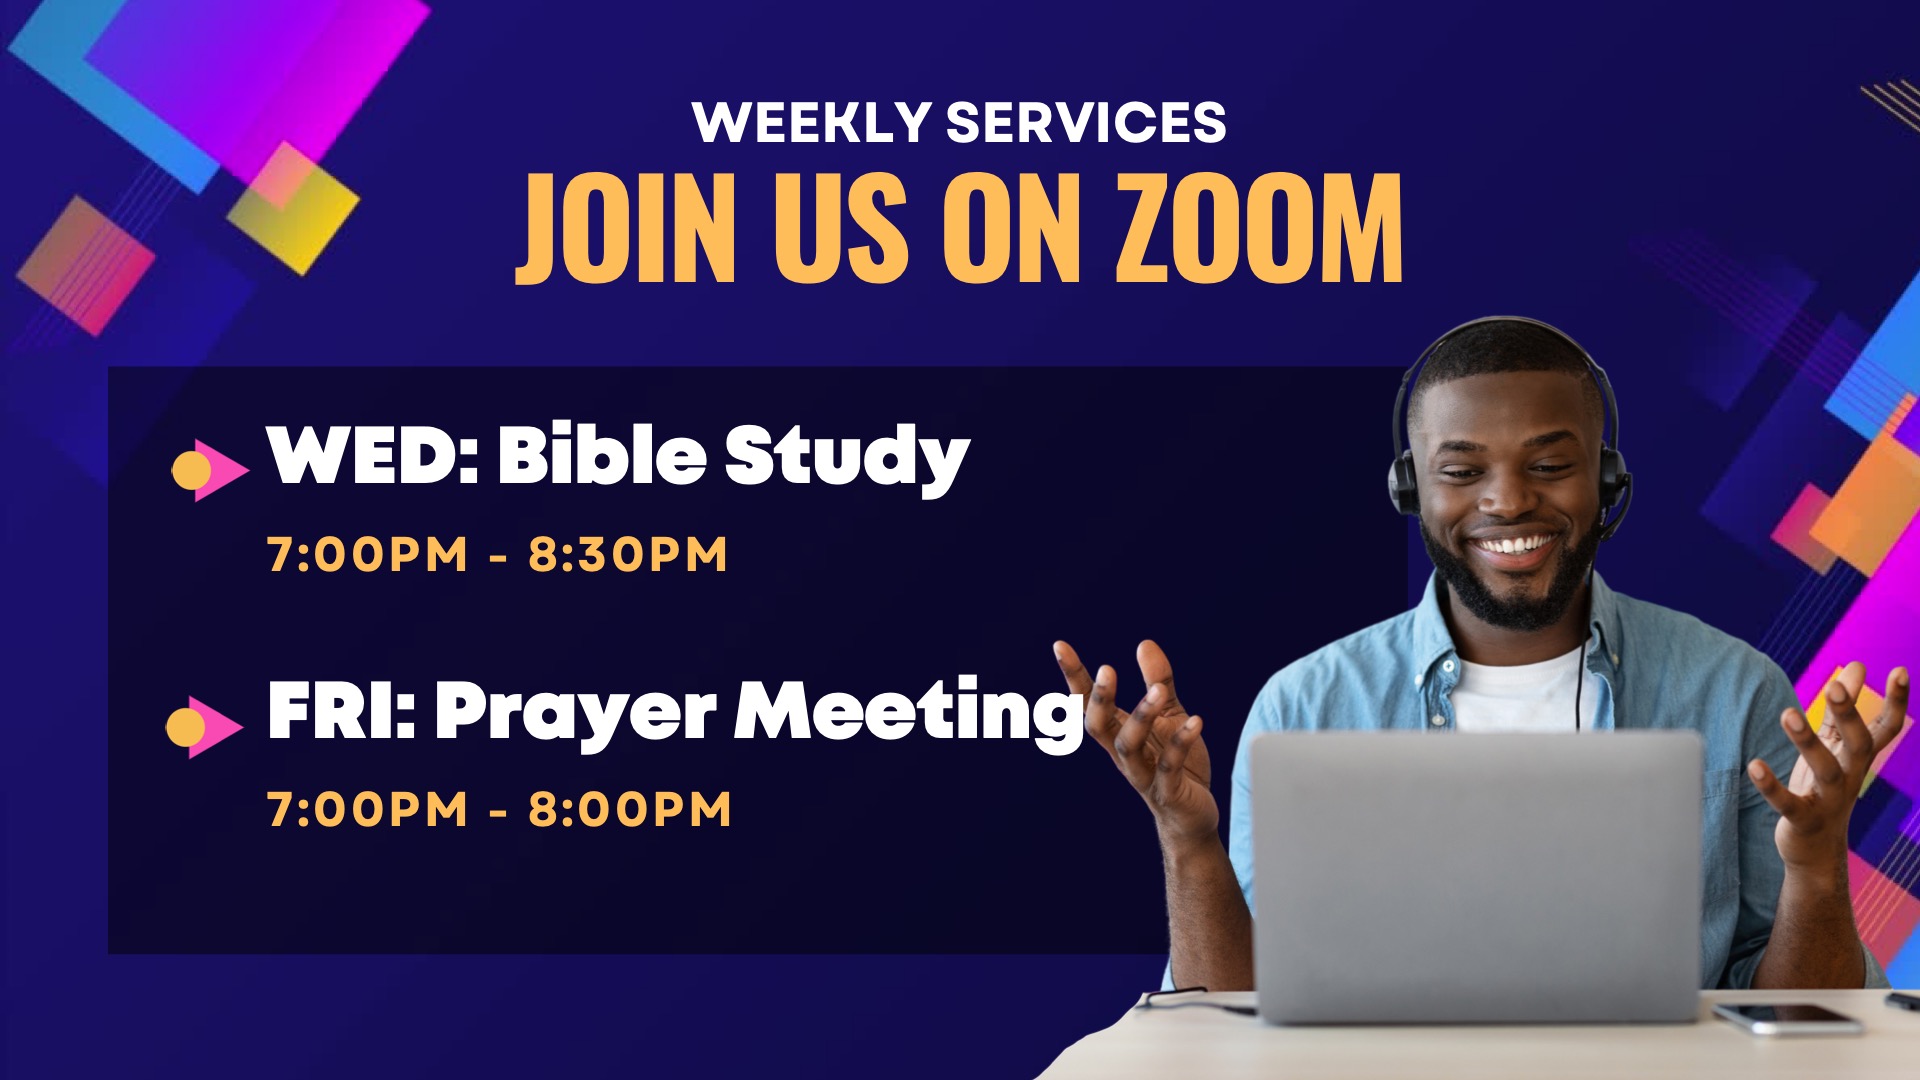 WEEKLY SERVICES
JOIN US ON ZOOM
WED: Bible Study
7:00PM - 8:30PM
FRI: Prayer Meeting
7:00PM - 8:00PM